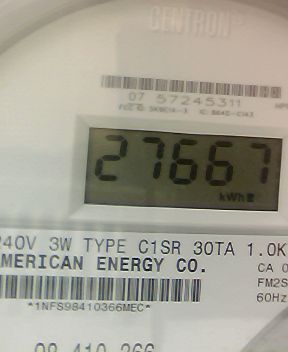 CENTRON®
07 57245311
27667
kWh
240V 3W TYPE C1SR 30TA 1.0K
AMERICAN ENERGY CO.
CA 0
FM2S
60Hz
*1NFS98410366MEC*
98 410 366